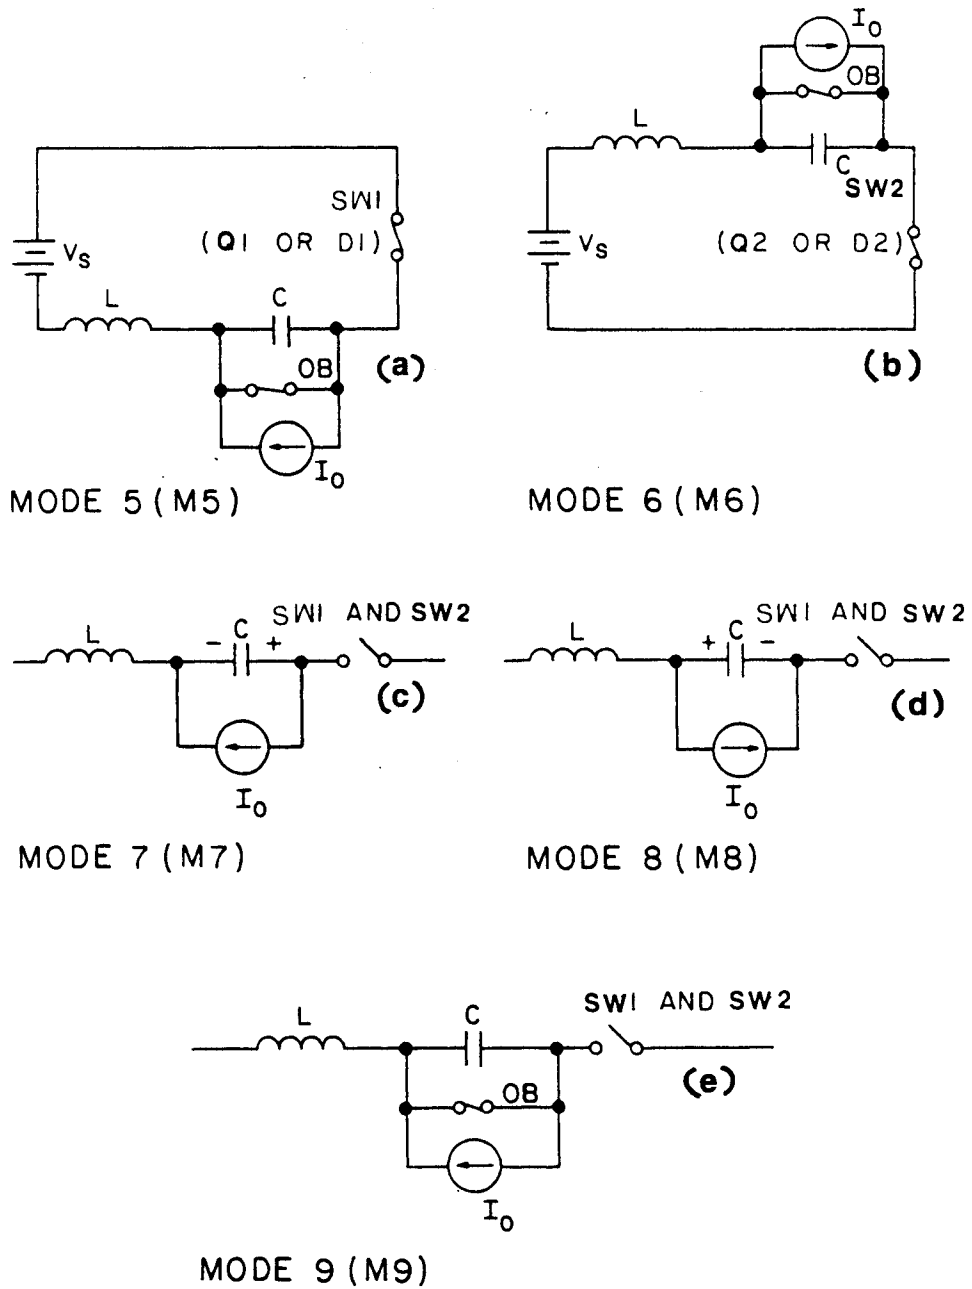 I₀
OB
L
C
SW2
V_S
(Q2 OR D2)
(b)
MODE 6 (M6)
SW1
(Q1 OR D1)
V_S
L
C
OB
(a)
I₀
MODE 5 (M5)
SW1 AND SW2
L
- C +
(c)
I₀
MODE 7 (M7)
SW1 AND SW2
L
+ C -
(d)
I₀
MODE 8 (M8)
SW1 AND SW2
L
C
(e)
OB
I₀
MODE 9 (M9)